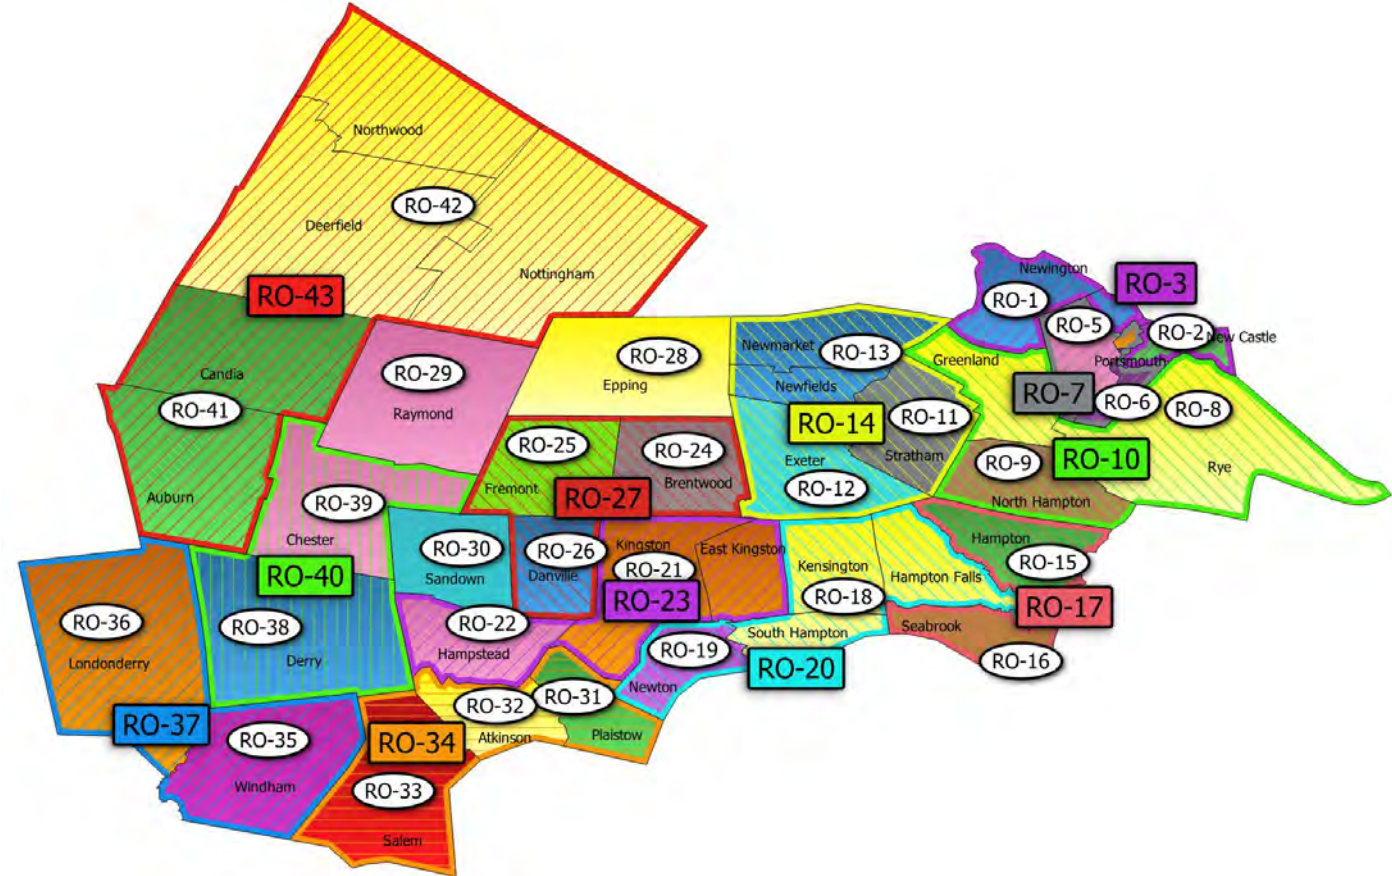 Northwood
RO-42
Deerfield
Nottingham
RO-43
Newington
RO-3
RO-1
RO-5
RO-2
New Castle
Portsmouth
Newmarket
RO-13
Greenland
RO-28
Epping
Newfields
RO-29
Raymond
Candia
RO-41
RO-7
RO-6
RO-8
RO-14
RO-11
Stratham
RO-25
RO-24
Exeter
RO-9
RO-10
Rye
Auburn
Fremont
RO-27
Brentwood
RO-12
North Hampton
RO-39
Chester
RO-40
RO-30
Sandown
RO-26
Danville
Kingston
RO-21
East Kingston
RO-23
Kensington
RO-18
Hampton Falls
Hampton
RO-15
RO-17
RO-36
Londonderry
RO-38
Derry
RO-22
Hampstead
South Hampton
Seabrook
RO-19
RO-20
RO-16
Newton
RO-37
RO-35
Windham
RO-34
RO-32
Atkinson
RO-31
Plaistow
RO-33
Salem